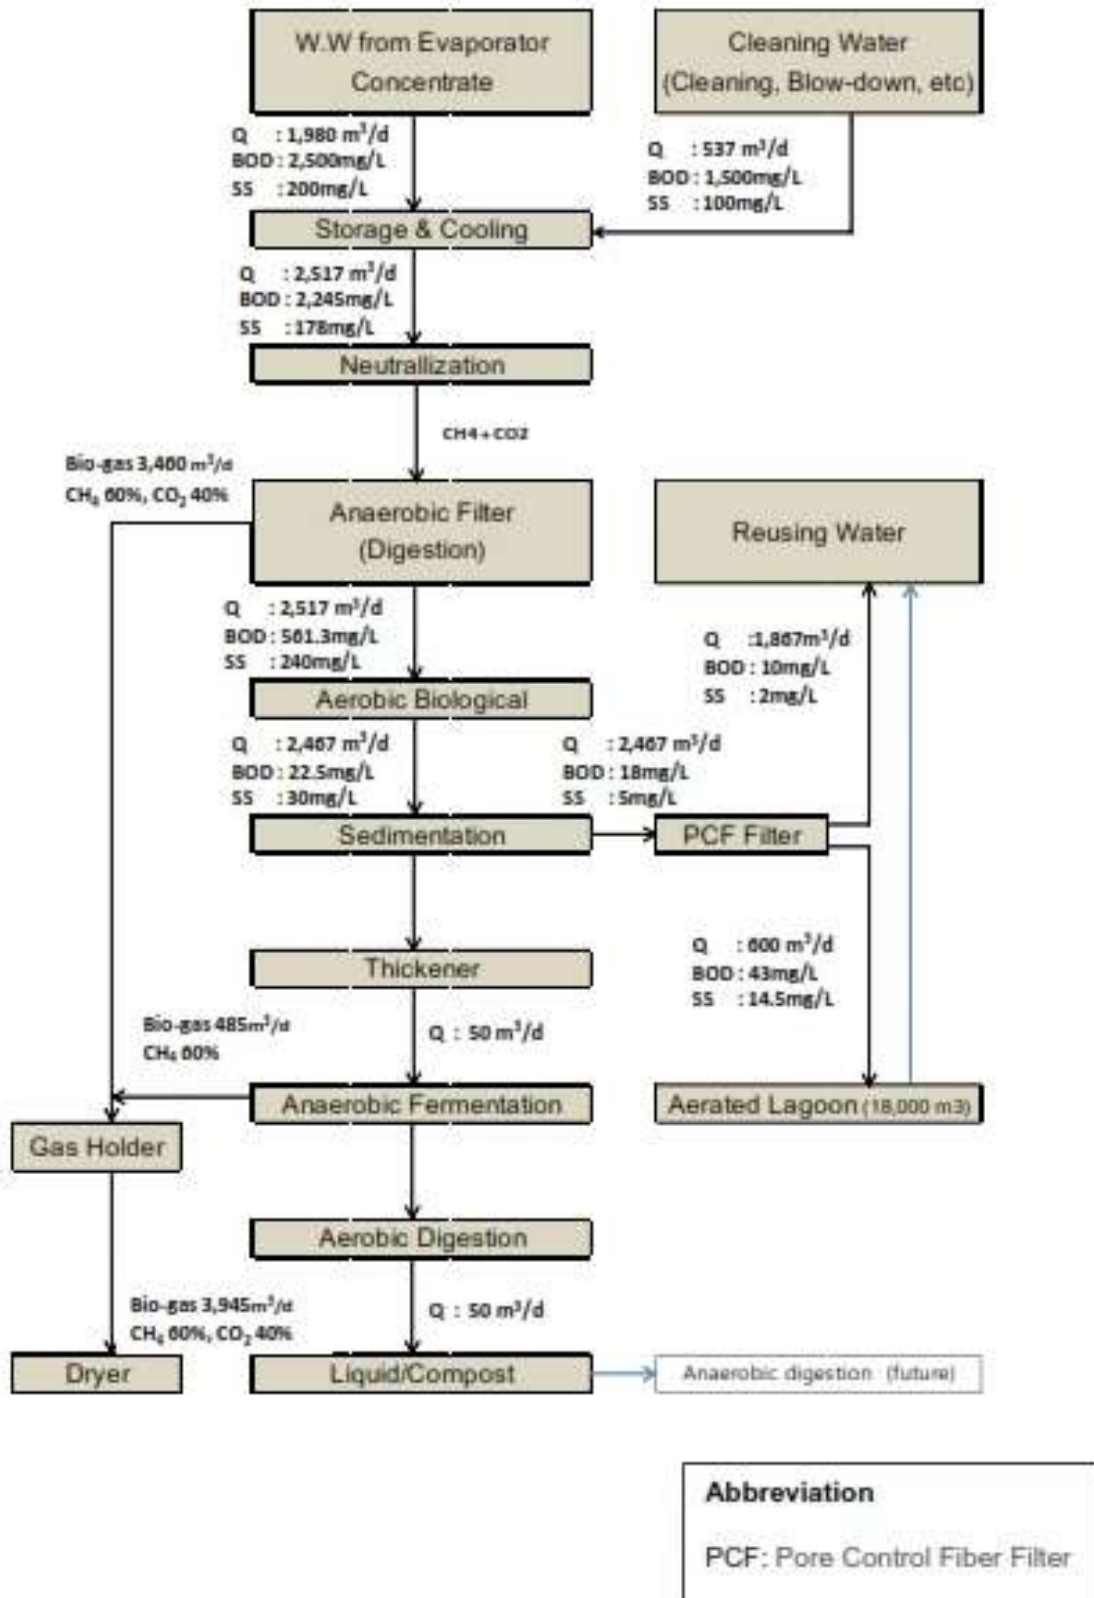 W.W from Evaporator
Concentrate
Cleaning Water
(Cleaning, Blow-down, etc)
Q : 1,980 m³/d
BOD : 2,500mg/L
SS : 200mg/L
Q : 537 m³/d
BOD : 1,500mg/L
SS : 100mg/L
Storage & Cooling
Q : 2,517 m³/d
BOD : 2,245mg/L
SS : 178mg/L
Neutrallization
CH4 + CO2
Bio-gas 3,460 m³/d
CH₄ 60%, CO₂ 40%
Anaerobic Filter
(Digestion)
Reusing Water
Q : 2,517 m³/d
BOD : 561.3mg/L
SS : 240mg/L
Q :1,867m³/d
BOD : 10mg/L
SS : 2mg/L
Aerobic Biological
Q : 2,467 m³/d
BOD : 22.5mg/L
SS : 30mg/L
Q : 2,467 m³/d
BOD : 18mg/L
SS : 5mg/L
Sedimentation
PCF Filter
Q : 600 m³/d
BOD : 43mg/L
SS : 14.5mg/L
Thickener
Bio-gas 485m³/d
CH₄ 60%
Q : 50 m³/d
Anaerobic Fermentation
Aerated Lagoon (18,000 m3)
Gas Holder
Aerobic Digestion
Bio-gas 3,945m³/d
CH₄ 60%, CO₂ 40%
Q : 50 m³/d
Dryer
Liquid/Compost
Anaerobic digestion (future)
Abbreviation
PCF: Pore Control Fiber Filter